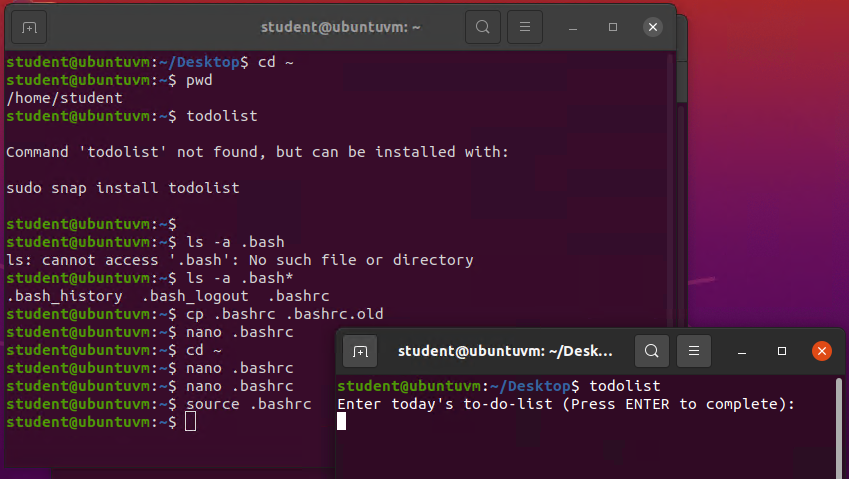 student@ubuntuvm: ~
student@ubuntuvm:~/Desktop$ cd ~
student@ubuntuvm:~$ pwd
/home/student
student@ubuntuvm:~$ todolist
Command 'todolist' not found, but can be installed with:
sudo snap install todolist
student@ubuntuvm:~$
student@ubuntuvm:~$ ls -a .bash
ls: cannot access '.bash': No such file or directory
student@ubuntuvm:~$ ls -a .bash*
.bash_history  .bash_logout  .bashrc
student@ubuntuvm:~$ cp .bashrc .bashrc.old
student@ubuntuvm:~$ nano .bashrc
student@ubuntuvm:~$ cd ~
student@ubuntuvm:~$ nano .bashrc
student@ubuntuvm:~$ nano .bashrc
student@ubuntuvm:~$ source .bashrc
student@ubuntuvm:~$
student@ubuntuvm: ~/Desk...
student@ubuntuvm:~/Desktop$ todolist
Enter today's to-do-list (Press ENTER to complete):